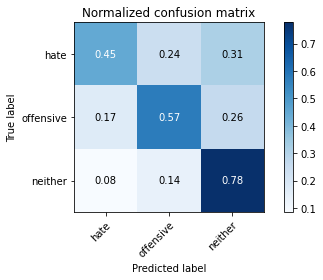 Normalized confusion matrix
True label
hate 0.45 0.24 0.31
offensive 0.17 0.57 0.26
neither 0.08 0.14 0.78
hate offensive neither
Predicted label
0.7
0.6
0.5
0.4
0.3
0.2
0.1